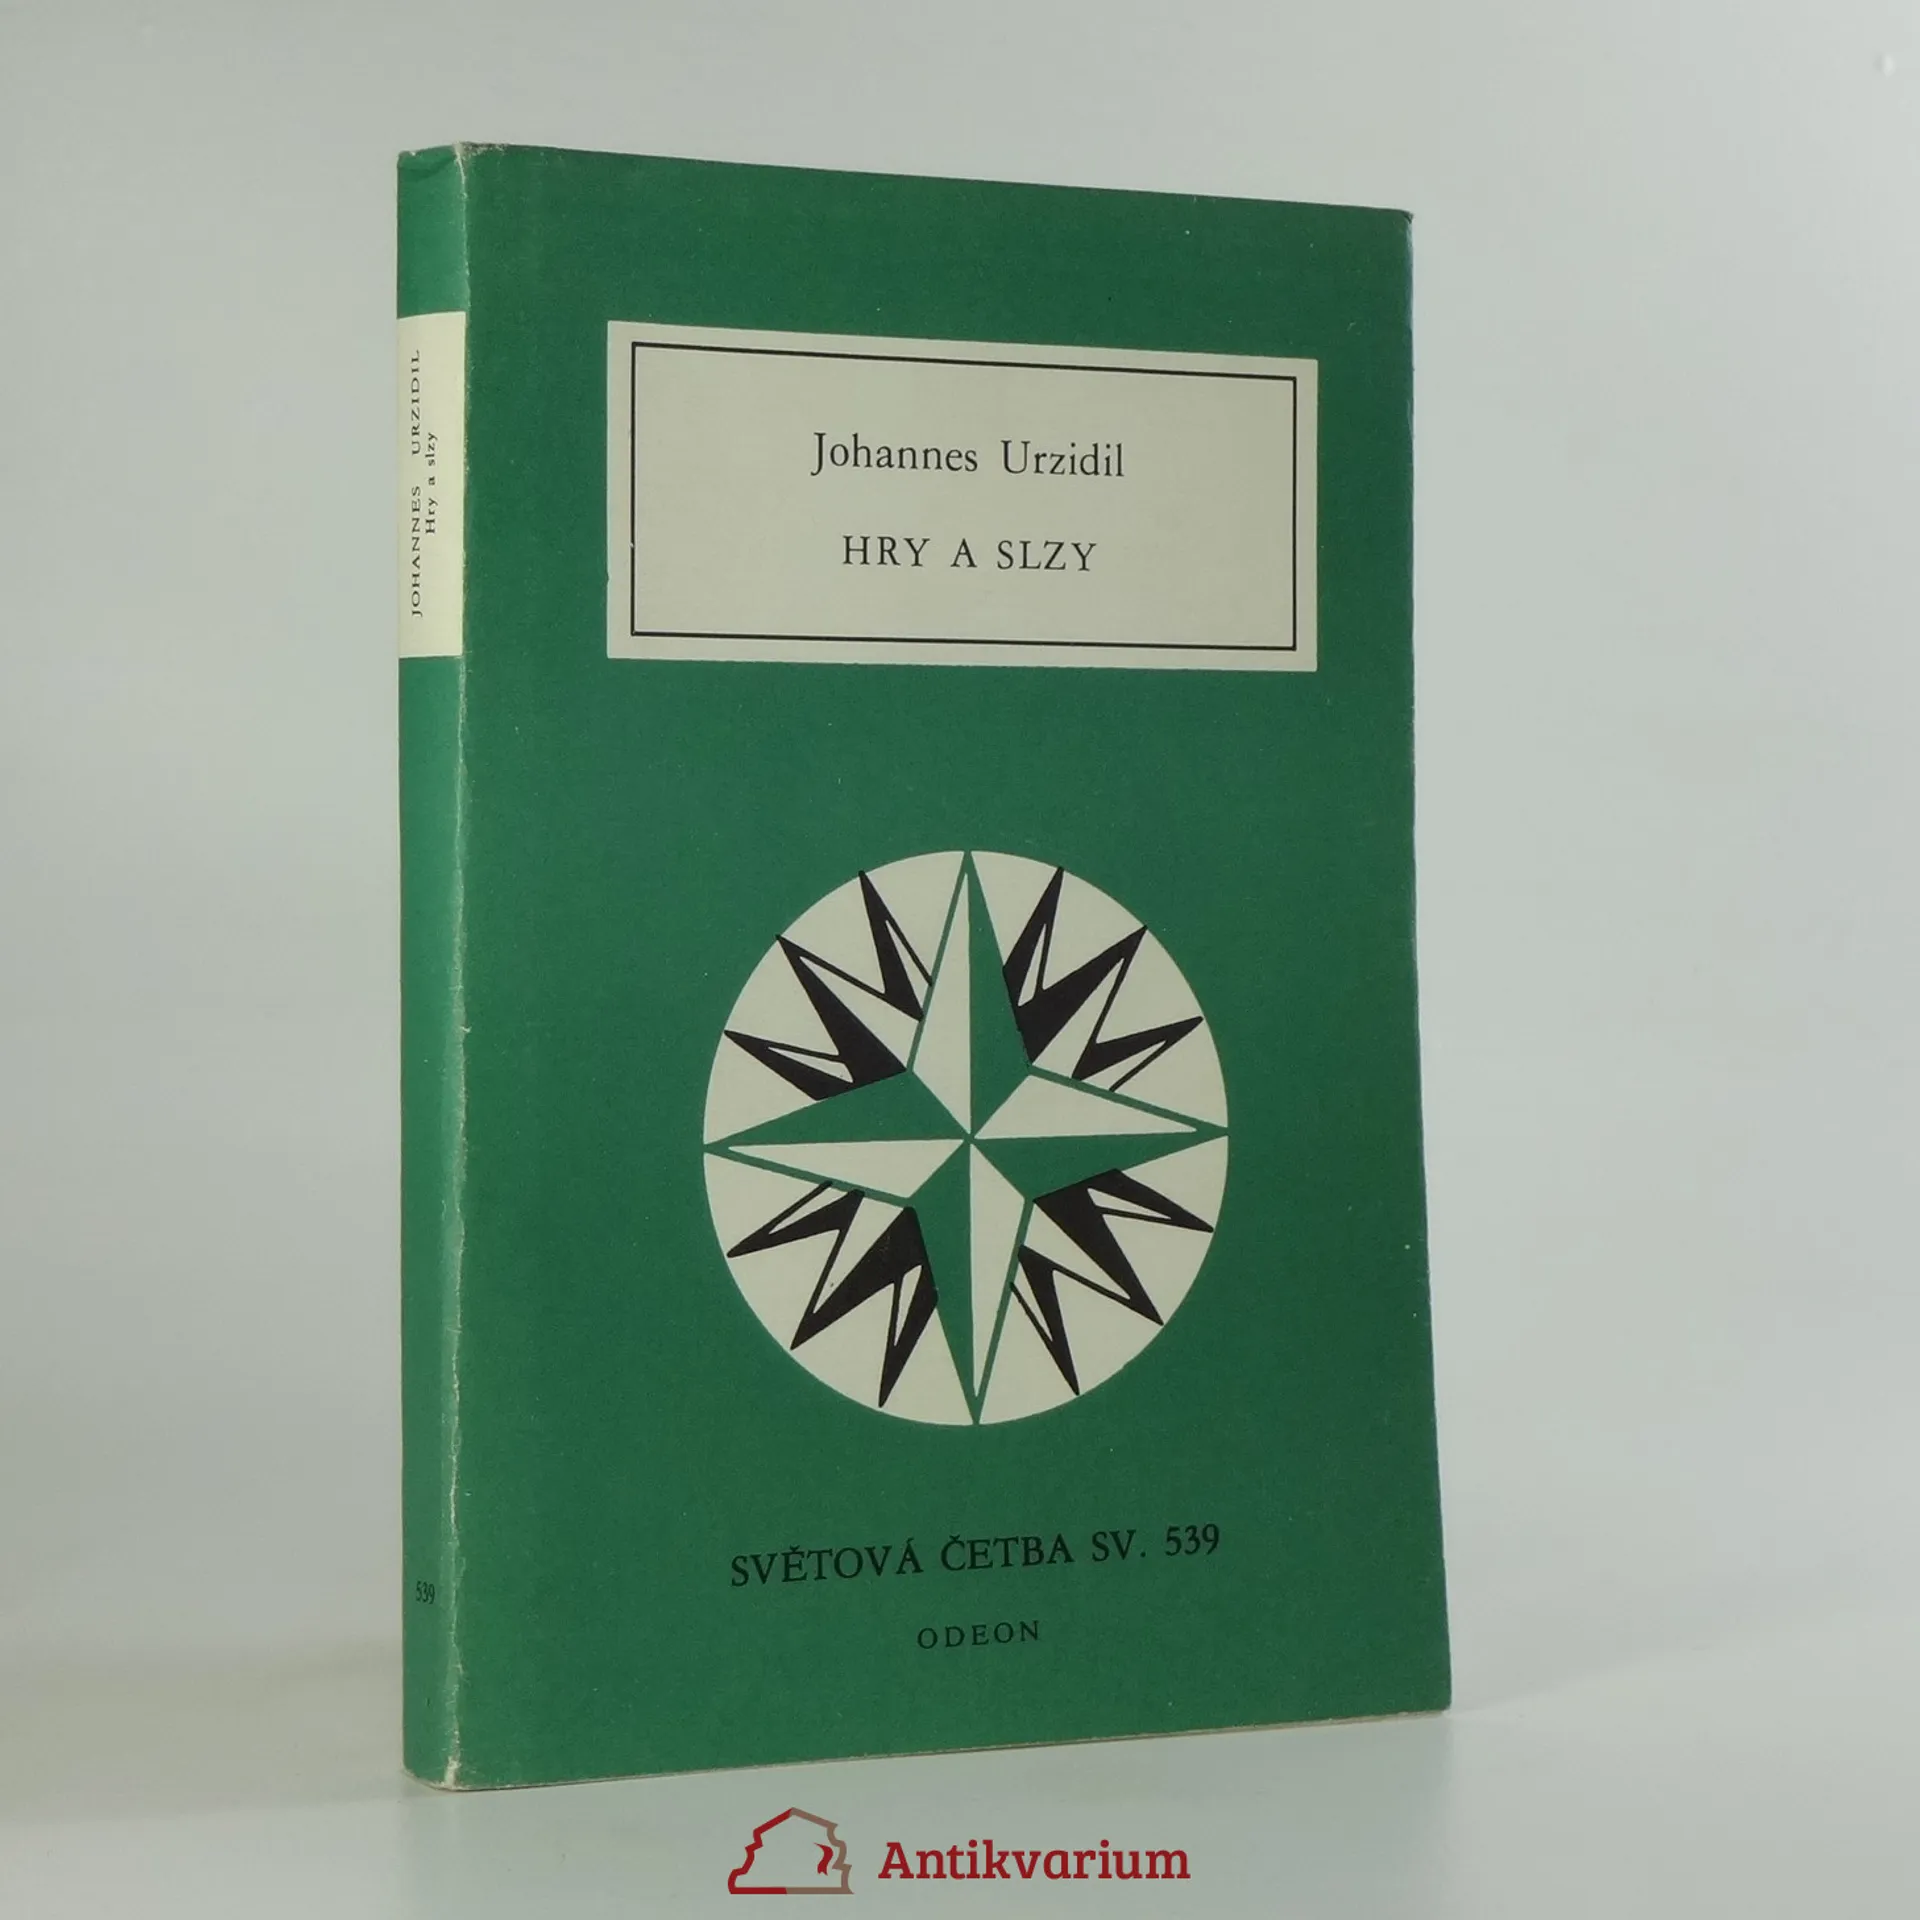 JOHANNES URZIDIL
Hry a slzy
539
Johannes Urzidil
HRY A SLZY
SVĚTOVÁ ČETBA SV. 539
ODEON
Antikvarium